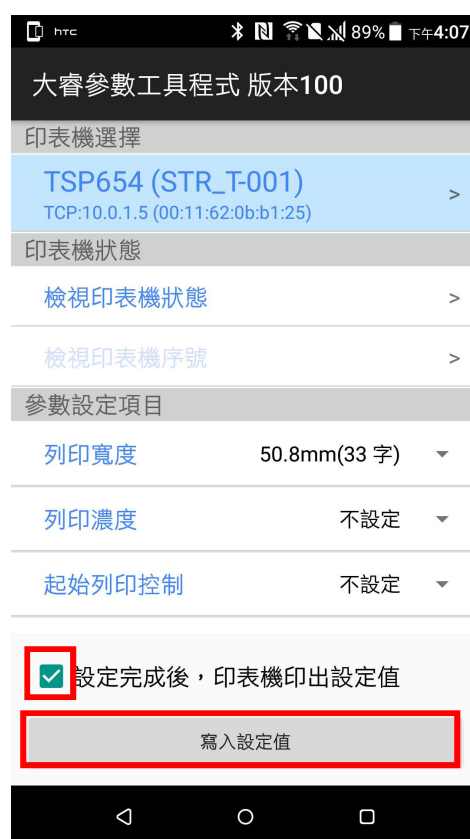 hTC 89% 下午4:07
大睿參數工具程式 版本100
印表機選擇
TSP654 (STR_T-001)
TCP:10.0.1.5 (00:11:62:0b:b1:25)
>
印表機狀態
檢視印表機狀態 >
檢視印表機序號 >
參數設定項目
列印寬度 50.8mm(33 字)
列印濃度 不設定
起始列印控制 不設定
設定完成後，印表機印出設定值
寫入設定值